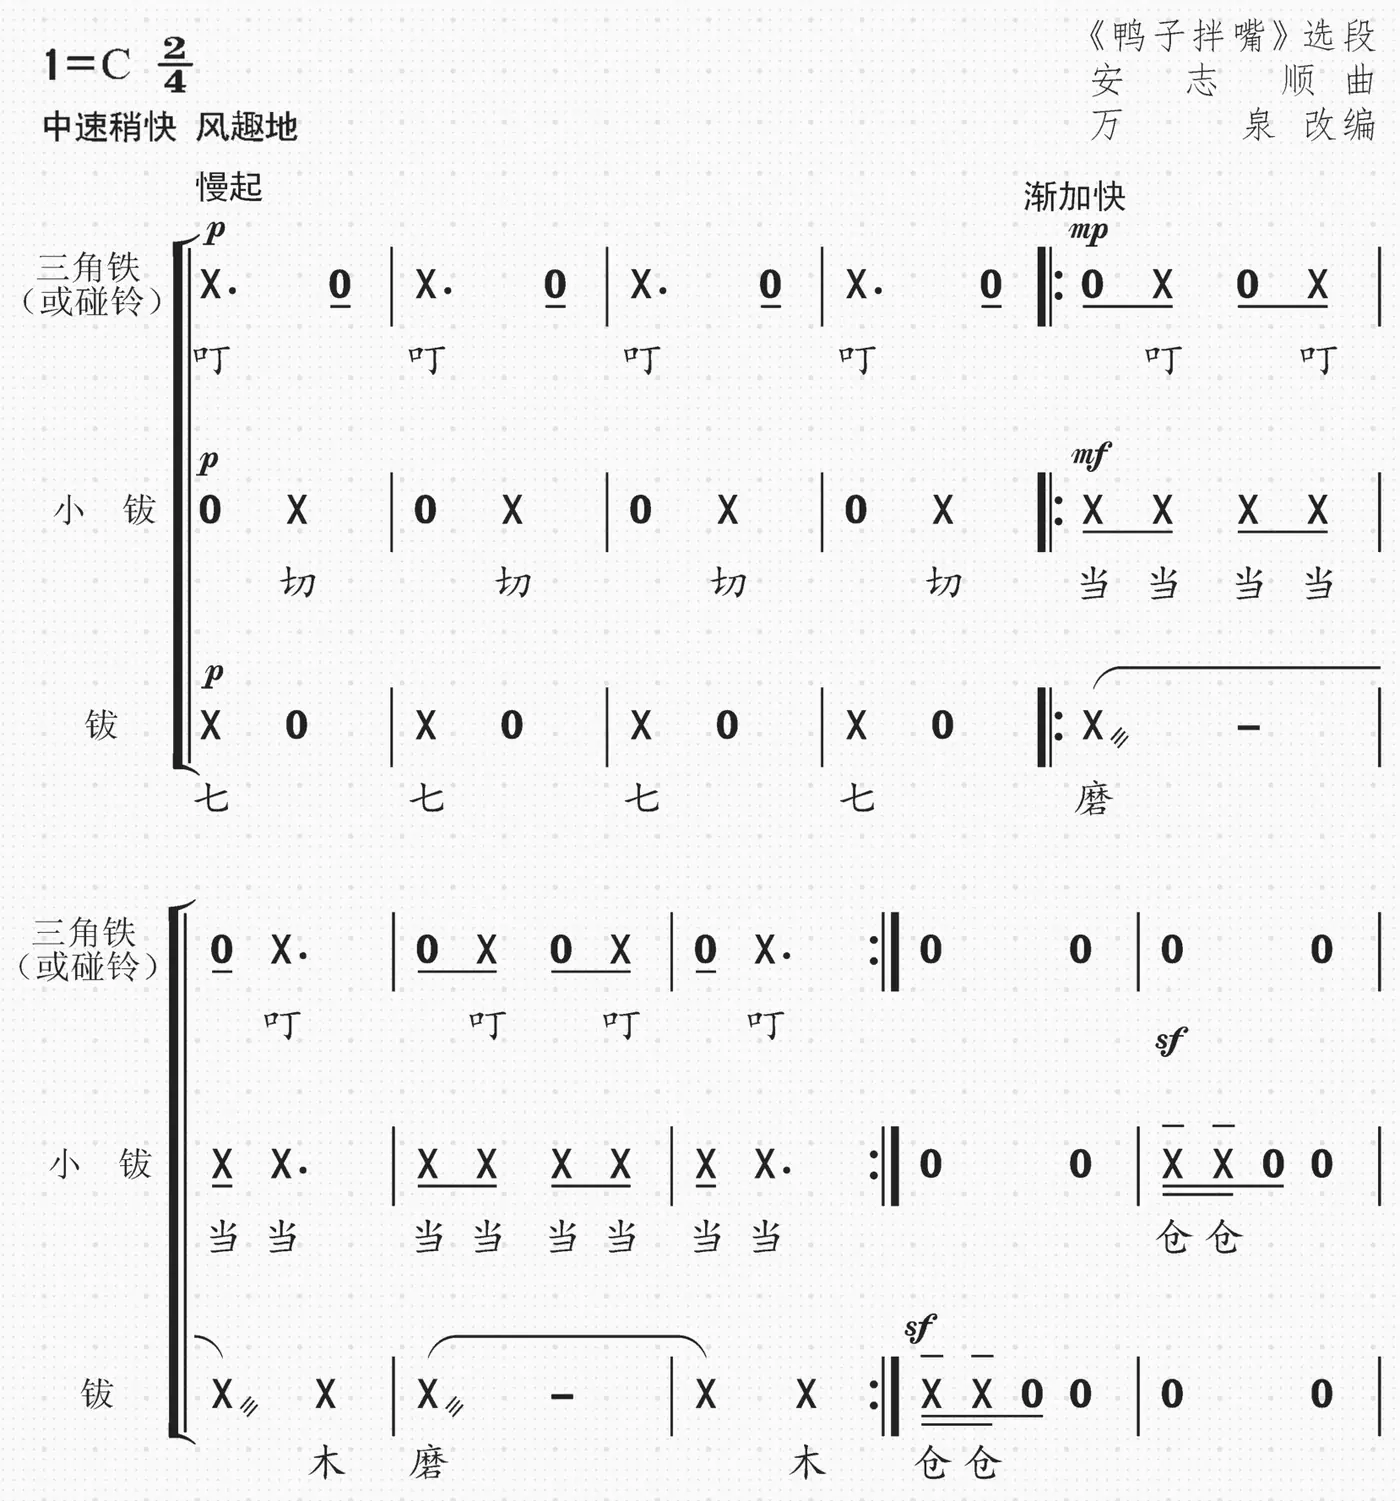 1=C 2/4
《鸭子拌嘴》选段
安志顺曲
万泉改编
中速稍快 风趣地
慢起
渐加快
p mp
三角铁
（或碰铃）
X. 0 | X. 0 | X. 0 | X. 0 |: 0 X 0 X |
叮 叮 叮 叮 叮 叮
p mf
小 钹 0 X | 0 X | 0 X | 0 X |: X X X X |
切 切 切 切 当 当 当 当
p
钹 X 0 | X 0 | X 0 | X 0 |: X - |
七 七 七 七 磨
三角铁
（或碰铃）
0 X. | 0 X 0 X | 0 X. :| 0 0 | 0 0 |
叮 叮 叮 叮
sf
小 钹 X X. | X X X X | X X. :| 0 0 | X X 0 0 |
当 当 当 当 当 当 当 当 仓 仓
sf
钹 X X | X - | X X :| X X 0 0 | 0 0 |
木 磨 木 仓 仓